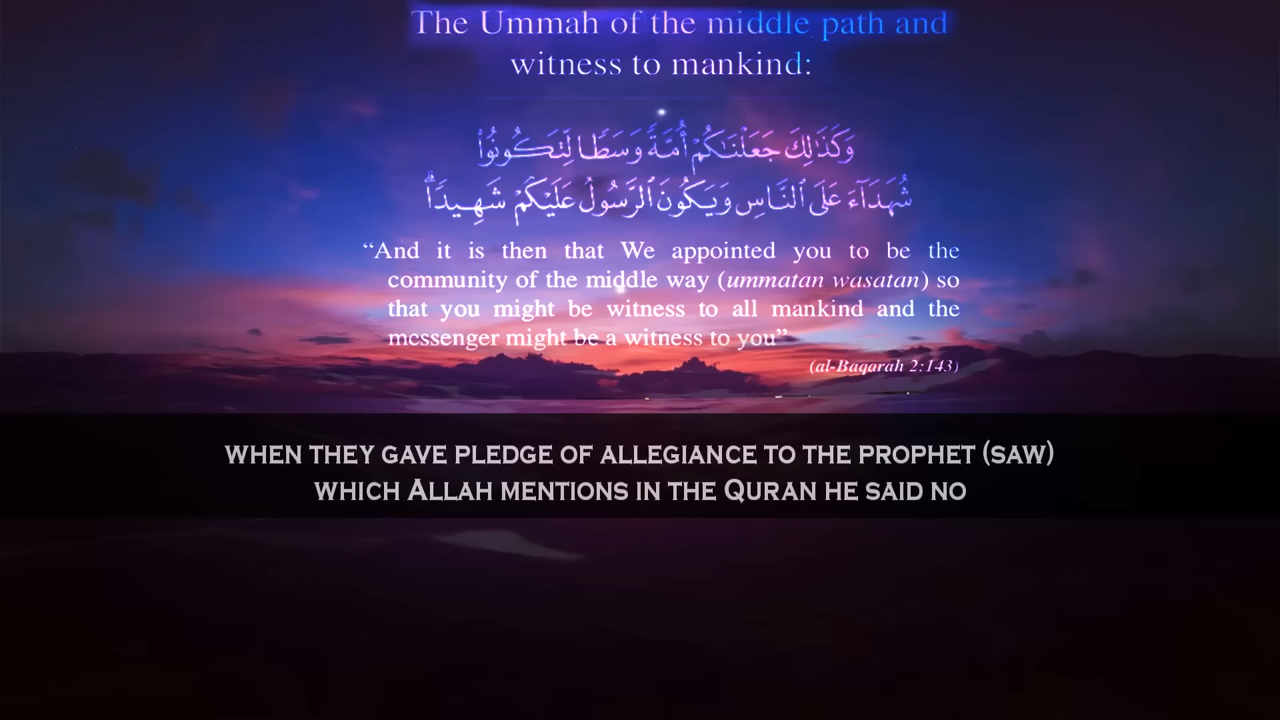 The Ummah of the middle path and
witness to mankind:
وَكَذَٰلِكَ جَعَلْنَـٰكُمْ أُمَّةً وَسَطًا لِّتَكُونُوا۟
شُهَدَآءَ عَلَى ٱلنَّاسِ وَيَكُونَ ٱلرَّسُولُ عَلَيْكُمْ شَهِيدًا ۗ
“And it is then that We appointed you to be the
community of the middle way (ummatan wasatan) so
that you might be witness to all mankind and the
messenger might be a witness to you”
(al-Baqarah 2:143)
WHEN THEY GAVE PLEDGE OF ALLEGIANCE TO THE PROPHET (SAW)
WHICH ALLAH MENTIONS IN THE QURAN HE SAID NO